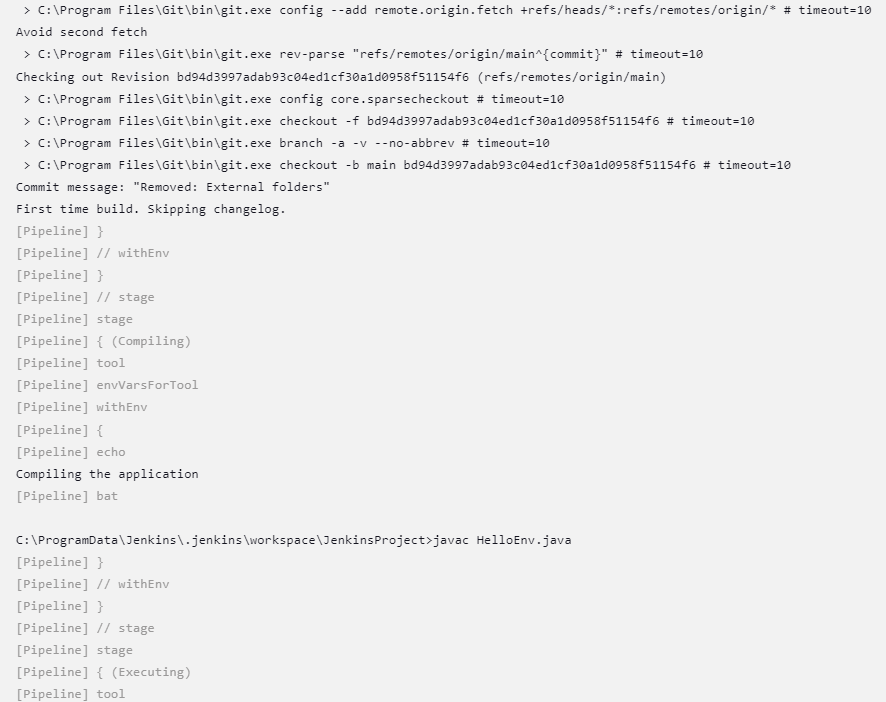 > C:\Program Files\Git\bin\git.exe config --add remote.origin.fetch +refs/heads/*:refs/remotes/origin/* # timeout=10
Avoid second fetch
> C:\Program Files\Git\bin\git.exe rev-parse "refs/remotes/origin/main^{commit}" # timeout=10
Checking out Revision bd94d3997adab93c04ed1cf30a1d0958f51154f6 (refs/remotes/origin/main)
> C:\Program Files\Git\bin\git.exe config core.sparsecheckout # timeout=10
> C:\Program Files\Git\bin\git.exe checkout -f bd94d3997adab93c04ed1cf30a1d0958f51154f6 # timeout=10
> C:\Program Files\Git\bin\git.exe branch -a -v --no-abbrev # timeout=10
> C:\Program Files\Git\bin\git.exe checkout -b main bd94d3997adab93c04ed1cf30a1d0958f51154f6 # timeout=10
Commit message: "Removed: External folders"
First time build. Skipping changelog.
[Pipeline] }
[Pipeline] // withEnv
[Pipeline] }
[Pipeline] // stage
[Pipeline] stage
[Pipeline] { (Compiling)
[Pipeline] tool
[Pipeline] envVarsForTool
[Pipeline] withEnv
[Pipeline] {
[Pipeline] echo
Compiling the application
[Pipeline] bat
C:\ProgramData\Jenkins\.jenkins\workspace\JenkinsProject>javac HelloEnv.java
[Pipeline] }
[Pipeline] // withEnv
[Pipeline] }
[Pipeline] // stage
[Pipeline] stage
[Pipeline] { (Executing)
[Pipeline] tool